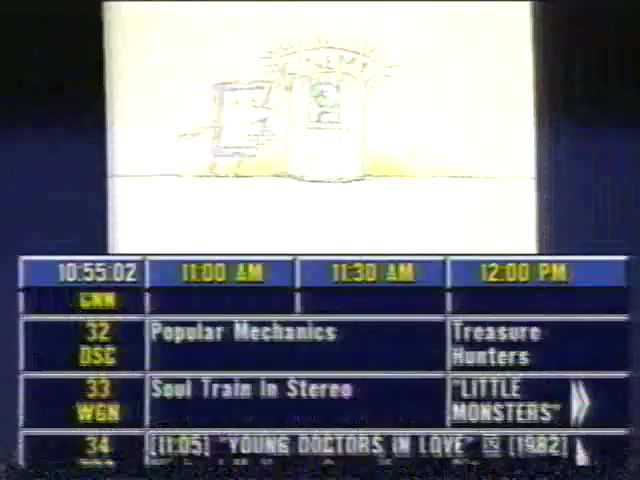 10:55:02 11:00 AM 11:30 AM 12:00 PM
CNN
32 Popular Mechanics Treasure
DSC Hunters
33 Soul Train In Stereo "LITTLE
WGN MONSTERS"
34 [11:05] "YOUNG DOCTORS IN LOVE" [1982]